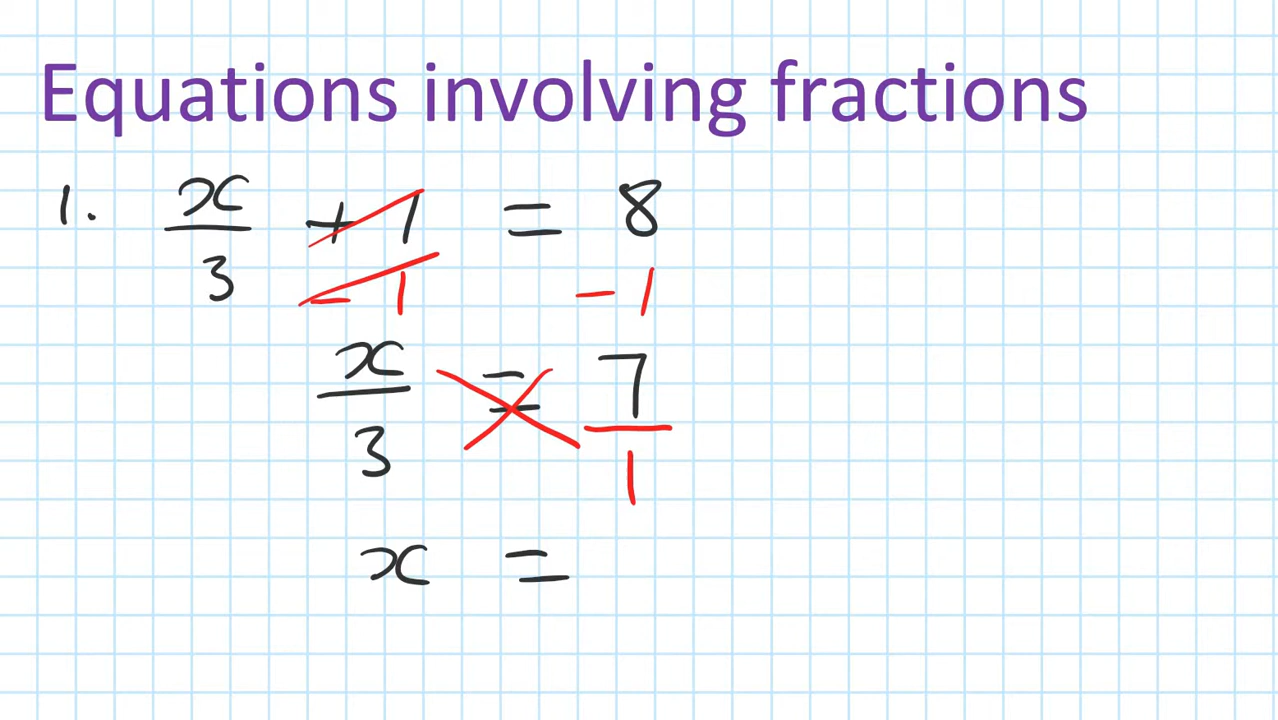 Equations involving fractions
1. x/3 + 1 = 8
- 1 - 1
x/3 = 7/1
x =